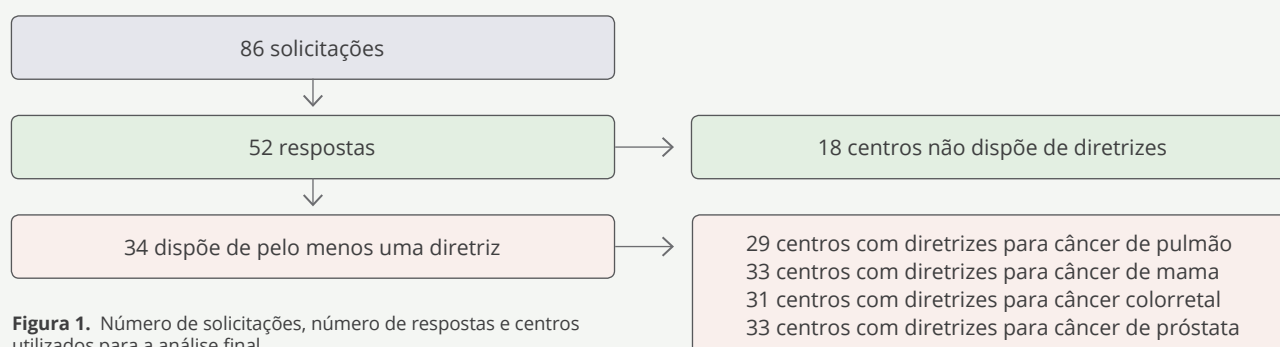 86 solicitações
52 respostas
18 centros não dispõe de diretrizes
34 dispõe de pelo menos uma diretriz
29 centros com diretrizes para câncer de pulmão
33 centros com diretrizes para câncer de mama
31 centros com diretrizes para câncer colorretal
33 centros com diretrizes para câncer de próstata
Figura 1. Número de solicitações, número de respostas e centros
utilizados para a análise final